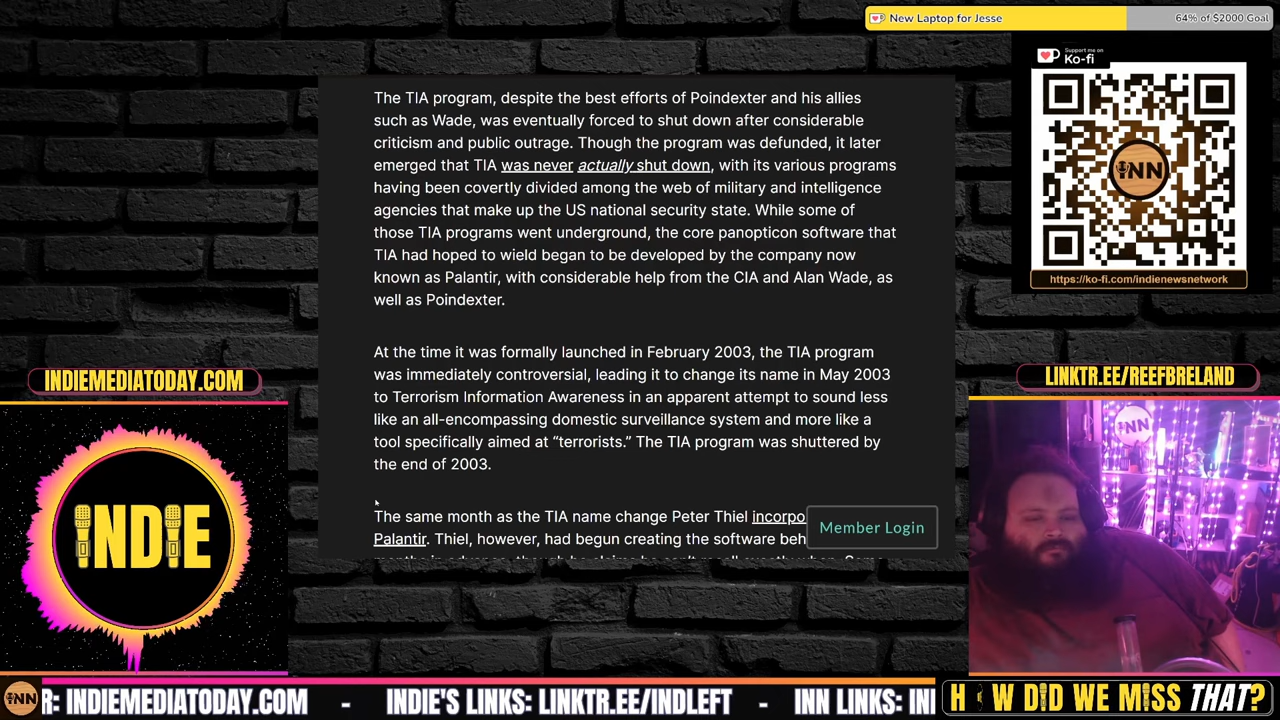 New Laptop for Jesse
64% of $2000 Goal
Support me on
Ko-fi
INN
https://ko-fi.com/indienewsnetwork
The TIA program, despite the best efforts of Poindexter and his allies
such as Wade, was eventually forced to shut down after considerable
criticism and public outrage. Though the program was defunded, it later
emerged that TIA was never actually shut down, with its various programs
having been covertly divided among the web of military and intelligence
agencies that make up the US national security state. While some of
those TIA programs went underground, the core panopticon software that
TIA had hoped to wield began to be developed by the company now
known as Palantir, with considerable help from the CIA and Alan Wade, as
well as Poindexter.
At the time it was formally launched in February 2003, the TIA program
was immediately controversial, leading it to change its name in May 2003
to Terrorism Information Awareness in an apparent attempt to sound less
like an all-encompassing domestic surveillance system and more like a
tool specifically aimed at “terrorists.” The TIA program was shuttered by
the end of 2003.
The same month as the TIA name change Peter Thiel incorpo
Palantir. Thiel, however, had begun creating the software beh
Member Login
INDIEMEDIATODAY.COM
INDIE
LINKTR.EE/REEFBRELAND
INN
INN
R: INDIEMEDIATODAY.COM - INDIE'S LINKS: LINKTR.EE/INDLEFT - INN LINKS: IN
HOW DID WE MISS THAT?